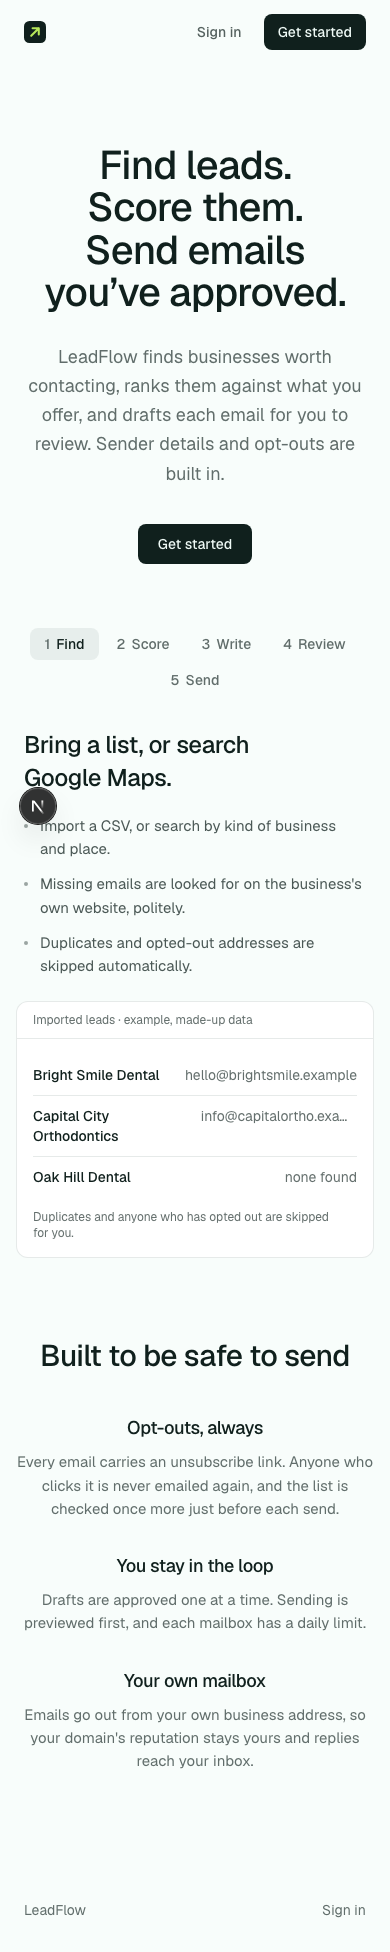 Sign in
Get started
Find leads.
Score them.
Send emails
you’ve approved.
LeadFlow finds businesses worth
contacting, ranks them against what you
offer, and drafts each email for you to
review. Sender details and opt-outs are
built in.
Get started
1 Find 2 Score 3 Write 4 Review
5 Send
Bring a list, or search
Google Maps.
N
Import a CSV, or search by kind of business
and place.
Missing emails are looked for on the business's
own website, politely.
Duplicates and opted-out addresses are
skipped automatically.
Imported leads · example, made-up data
Bright Smile Dental hello@brightsmile.example
Capital City info@capitalortho.exa…
Orthodontics
Oak Hill Dental none found
Duplicates and anyone who has opted out are skipped
for you.
Built to be safe to send
Opt-outs, always
Every email carries an unsubscribe link. Anyone who
clicks it is never emailed again, and the list is
checked once more just before each send.
You stay in the loop
Drafts are approved one at a time. Sending is
previewed first, and each mailbox has a daily limit.
Your own mailbox
Emails go out from your own business address, so
your domain's reputation stays yours and replies
reach your inbox.
LeadFlow Sign in